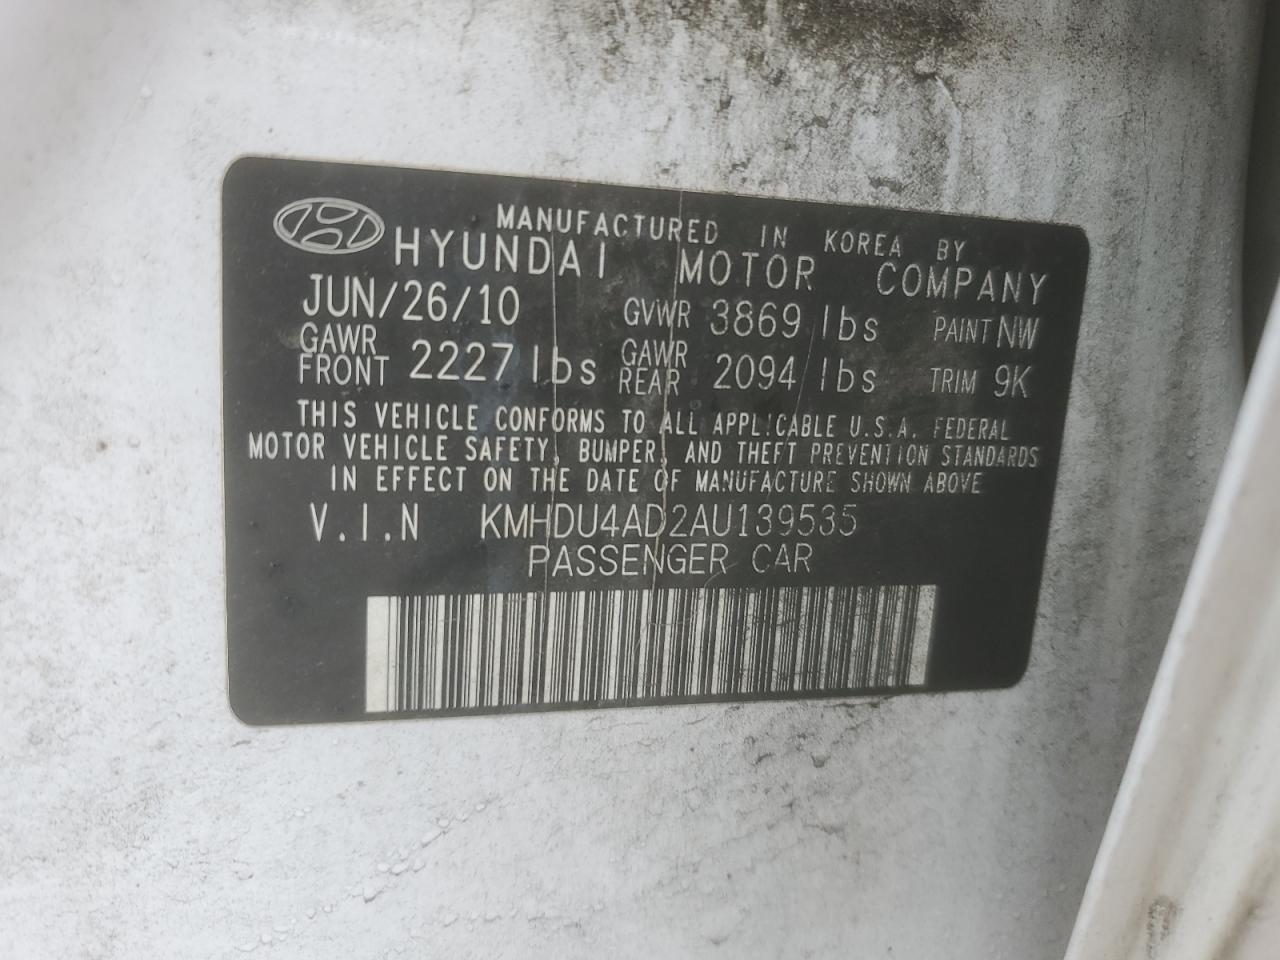 MANUFACTURED IN KOREA BY
HYUNDAI MOTOR COMPANY
JUN/26/10 GVWR 3869 lbs PAINT NW
GAWR FRONT 2227 lbs GAWR REAR 2094 lbs TRIM 9K
THIS VEHICLE CONFORMS TO ALL APPLICABLE U.S.A. FEDERAL
MOTOR VEHICLE SAFETY, BUMPER, AND THEFT PREVENTION STANDARDS
IN EFFECT ON THE DATE OF MANUFACTURE SHOWN ABOVE
V.I.N KMHDU4AD2AU139535
PASSENGER CAR